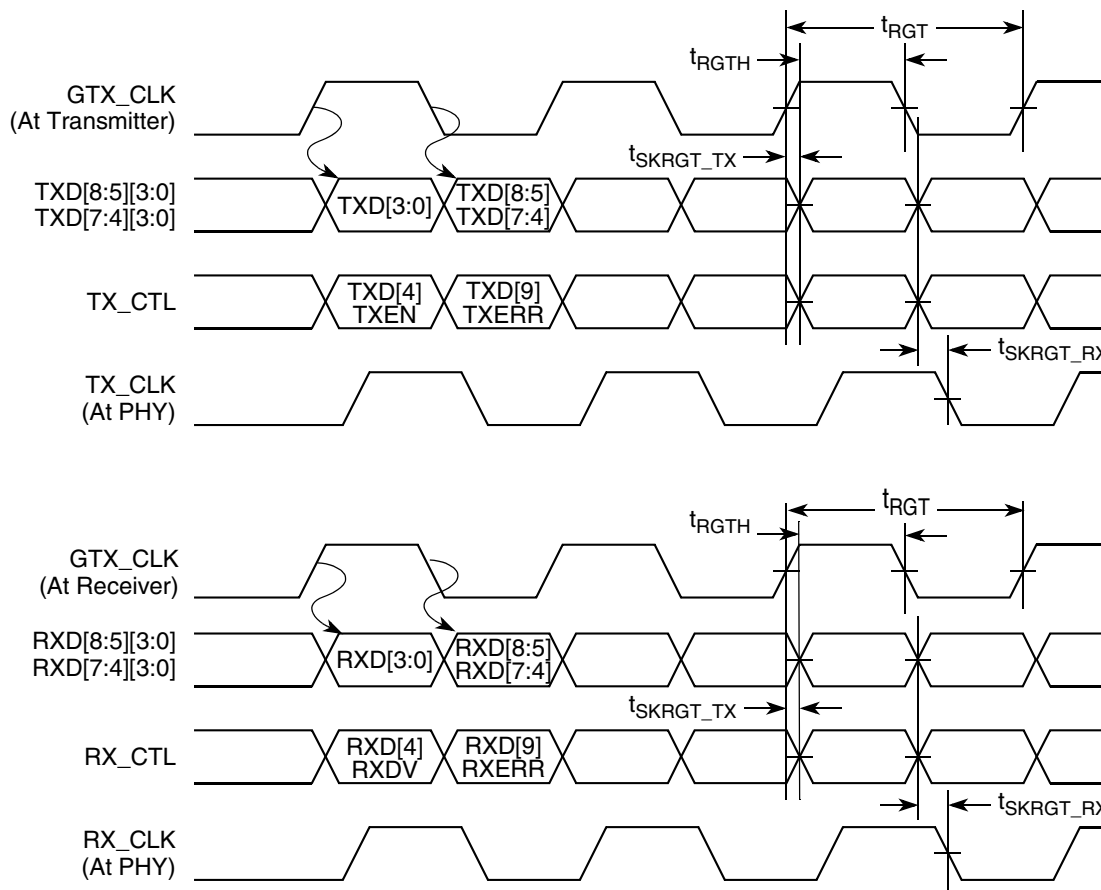 tRGT
tRGTH
GTX_CLK
(At Transmitter)
tSKRGT_TX
TXD[8:5][3:0]
TXD[7:4][3:0]
TXD[3:0]
TXD[8:5]
TXD[7:4]
TX_CTL
TXD[4]
TXEN
TXD[9]
TXERR
tSKRGT_RX
TX_CLK
(At PHY)
tRGT
tRGTH
GTX_CLK
(At Receiver)
RXD[8:5][3:0]
RXD[7:4][3:0]
RXD[3:0]
RXD[8:5]
RXD[7:4]
tSKRGT_TX
RX_CTL
RXD[4]
RXDV
RXD[9]
RXERR
tSKRGT_RX
RX_CLK
(At PHY)